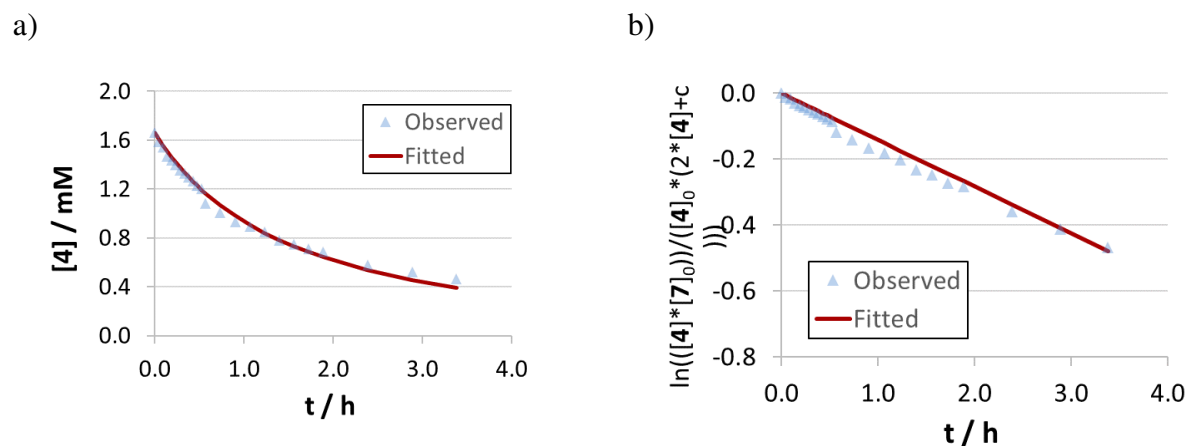 a)
2.0
1.6
1.2
0.8
0.4
0.0
[4] / mM
Observed
Fitted
0.0 1.0 2.0 3.0 4.0
t / h
b)
0.0
-0.2
-0.4
-0.6
-0.8
ln(([4]*[7]₀))/([4]₀*(2*[4]+c
)))
Observed
Fitted
0.0 1.0 2.0 3.0 4.0
t / h